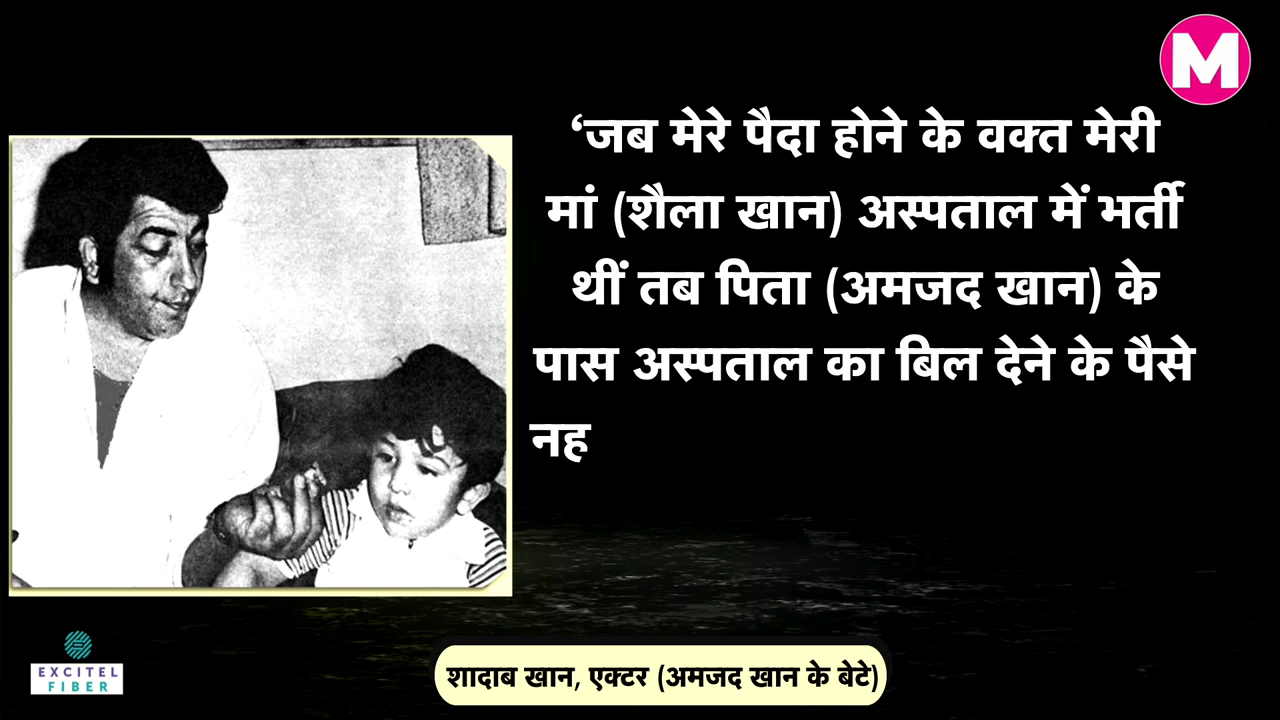 M
‘जब मेरे पैदा होने के वक्त मेरी
मां (शैला खान) अस्पताल में भर्ती
थीं तब पिता (अमजद खान) के
पास अस्पताल का बिल देने के पैसे
नह
EXCITEL
FIBER
शादाब खान, एक्टर (अमजद खान के बेटे)